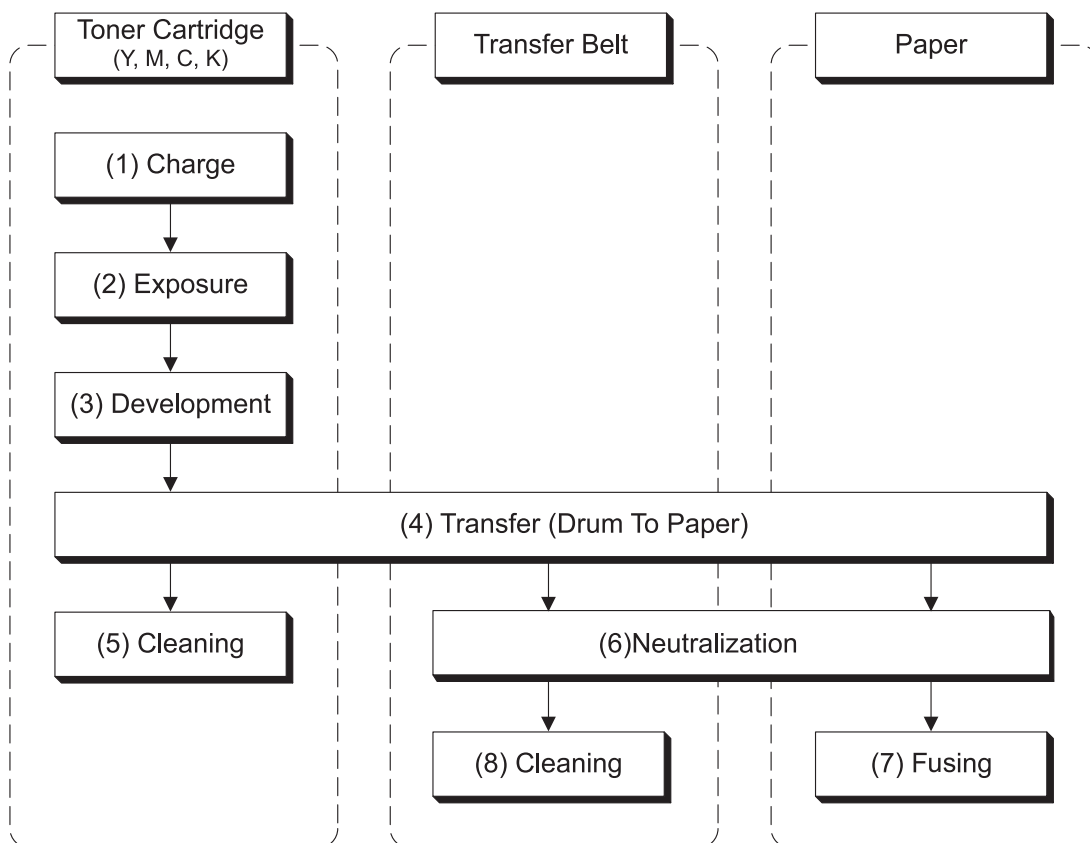 Toner Cartridge
(Y, M, C, K)
Transfer Belt
Paper
(1) Charge
(2) Exposure
(3) Development
(4) Transfer (Drum To Paper)
(5) Cleaning
(6)Neutralization
(8) Cleaning
(7) Fusing